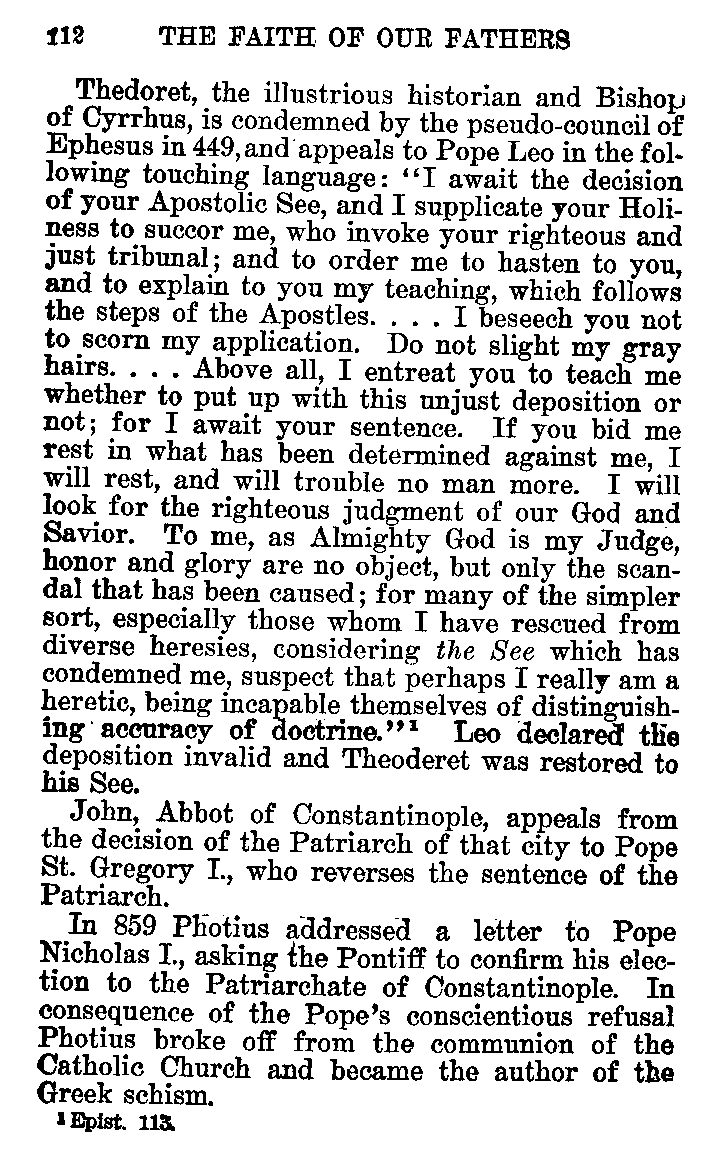 112 THE FAITH OF OUR FATHERS
Thedoret, the illustrious historian and Bishop
of Cyrrhus, is condemned by the pseudo-council of
Ephesus in 449, and appeals to Pope Leo in the fol-
lowing touching language: "I await the decision
of your Apostolic See, and I supplicate your Holi-
ness to succor me, who invoke your righteous and
just tribunal; and to order me to hasten to you,
and to explain to you my teaching, which follows
the steps of the Apostles. . . . I beseech you not
to scorn my application. Do not slight my gray
hairs. . . . Above all, I entreat you to teach me
whether to put up with this unjust deposition or
not; for I await your sentence. If you bid me
rest in what has been determined against me, I
will rest, and will trouble no man more. I will
look for the righteous judgment of our God and
Savior. To me, as Almighty God is my Judge,
honor and glory are no object, but only the scan-
dal that has been caused; for many of the simpler
sort, especially those whom I have rescued from
diverse heresies, considering the See which has
condemned me, suspect that perhaps I really am a
heretic, being incapable themselves of distinguish-
ing accuracy of doctrine."¹ Leo declared the
deposition invalid and Theoderet was restored to
his See.
John, Abbot of Constantinople, appeals from
the decision of the Patriarch of that city to Pope
St. Gregory I., who reverses the sentence of the
Patriarch.
In 859 Photius addressed a letter to Pope
Nicholas I., asking the Pontiff to confirm his elec-
tion to the Patriarchate of Constantinople. In
consequence of the Pope's conscientious refusal
Photius broke off from the communion of the
Catholic Church and became the author of the
Greek schism.
¹ Epist. 113.